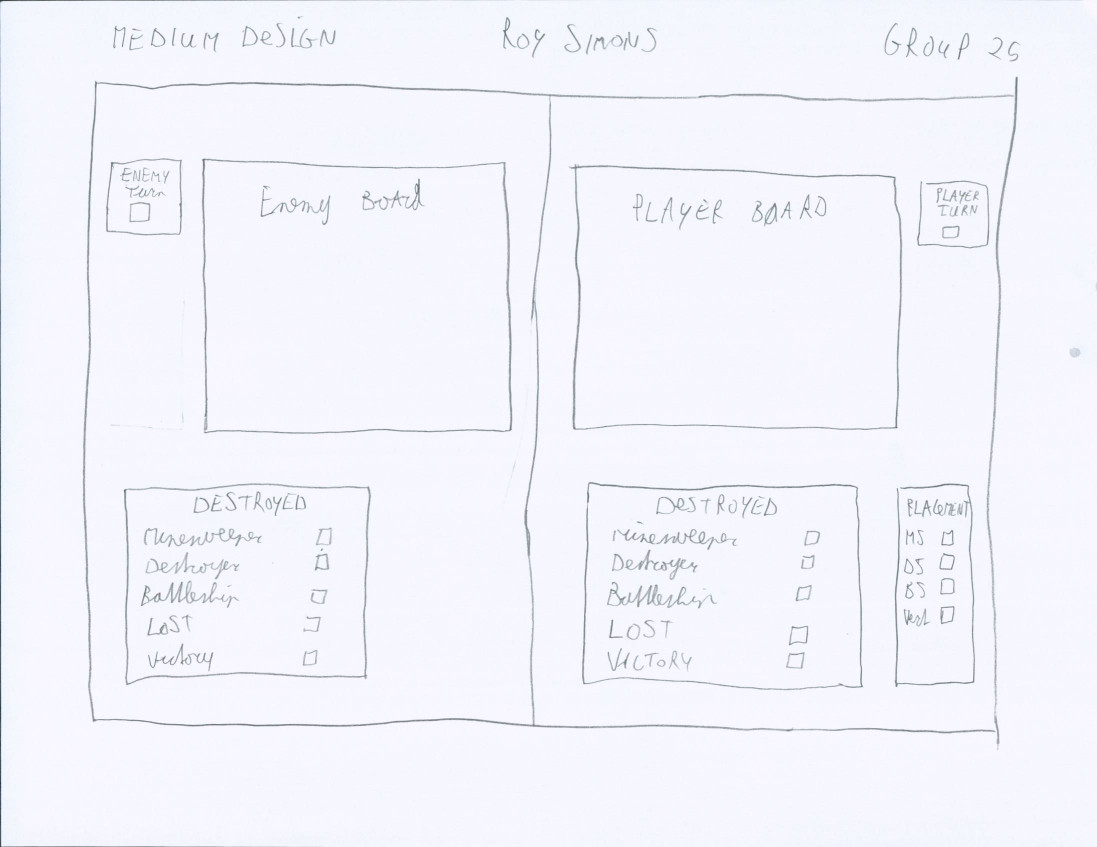 MEDIUM DESIGN
ROY SIMONS
GROUP 25
ENEMY
Turn
Enemy BOARd
PLAYER BOARD
PLAYER
TURN
DESTROYED
Minesweeper
Destroyer
Battleship
LOST
Victory
DESTROYED
minesweeper
Destroyer
Battleship
LOST
VICTORY
PLACEMENT
MS
DS
BS
Vert